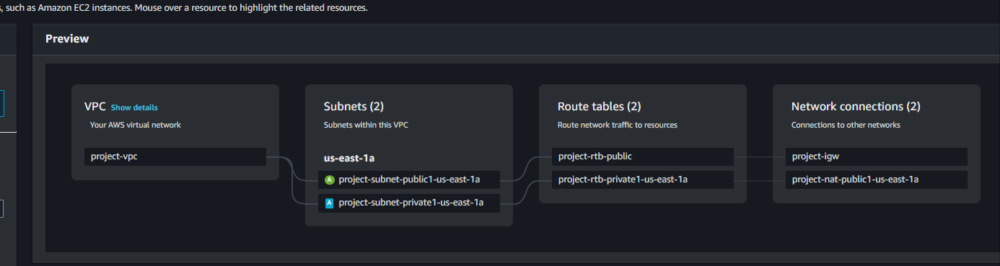 s, such as Amazon EC2 instances. Mouse over a resource to highlight the related resources.
Preview
VPC Show details
Your AWS virtual network
project-vpc
Subnets (2)
Subnets within this VPC
us-east-1a
A project-subnet-public1-us-east-1a
A project-subnet-private1-us-east-1a
Route tables (2)
Route network traffic to resources
project-rtb-public
project-rtb-private1-us-east-1a
Network connections (2)
Connections to other networks
project-igw
project-nat-public1-us-east-1a